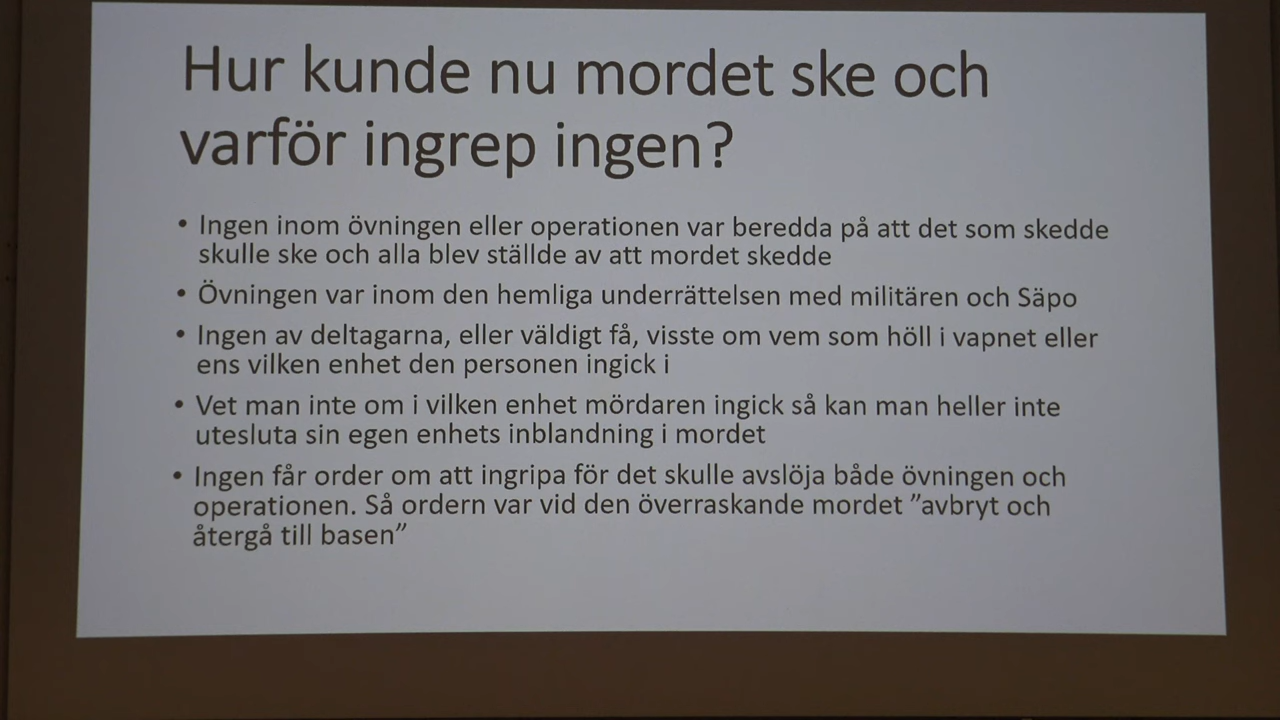 Hur kunde nu mordet ske och
varför ingrep ingen?
• Ingen inom övningen eller operationen var beredda på att det som skedde
skulle ske och alla blev ställde av att mordet skedde
• Övningen var inom den hemliga underrättelsen med militären och Säpo
• Ingen av deltagarna, eller väldigt få, visste om vem som höll i vapnet eller
ens vilken enhet den personen ingick i
• Vet man inte om i vilken enhet mördaren ingick så kan man heller inte
utesluta sin egen enhets inblandning i mordet
• Ingen får order om att ingripa för det skulle avslöja både övningen och
operationen. Så ordern var vid den överraskande mordet ”avbryt och
återgå till basen”